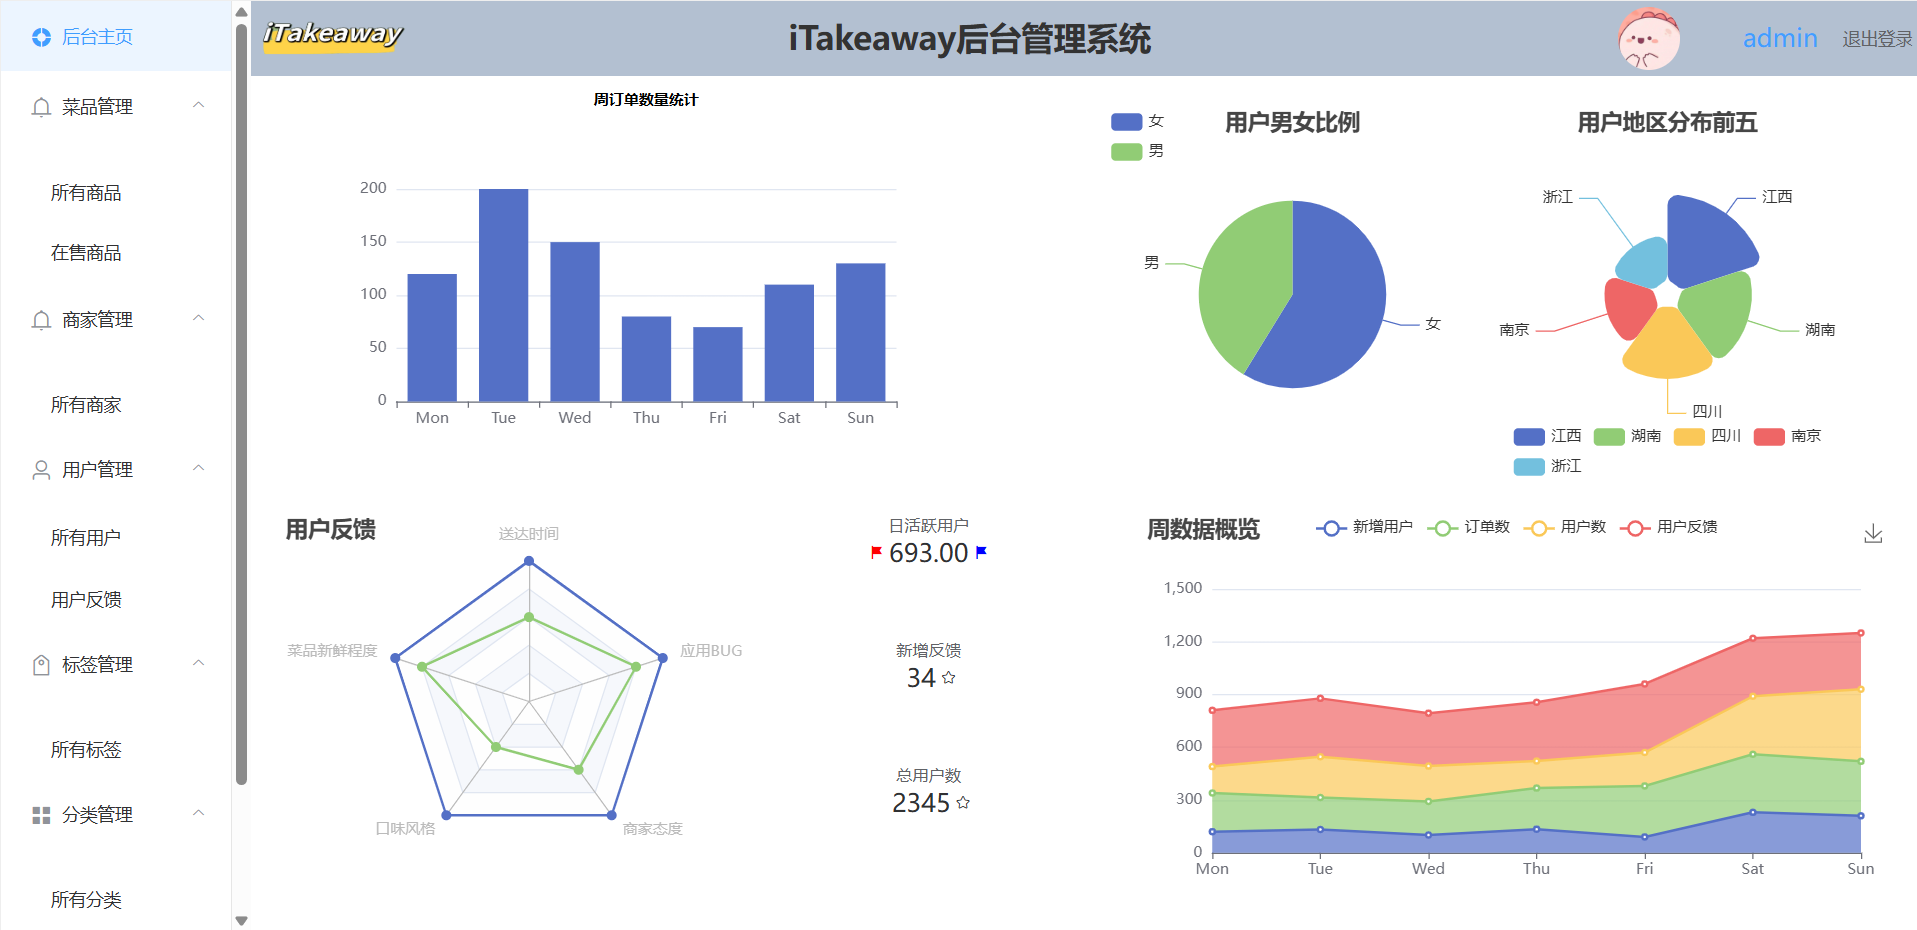 后台主页
菜品管理
所有商品
在售商品
商家管理
所有商家
用户管理
所有用户
用户反馈
标签管理
所有标签
分类管理
所有分类
iTakeaway
iTakeaway后台管理系统
admin 退出登录
周订单数量统计
200
150
100
50
0
Mon Tue Wed Thu Fri Sat Sun
女
男
用户男女比例
男
女
用户地区分布前五
浙江 江西
南京 湖南
四川
江西 湖南 四川 南京
浙江
用户反馈
送达时间
菜品新鲜程度 应用BUG
口味风格 商家态度
日活跃用户
693.00
新增反馈
34
总用户数
2345
周数据概览
新增用户 订单数 用户数 用户反馈
1,500
1,200
900
600
300
0
Mon Tue Wed Thu Fri Sat Sun